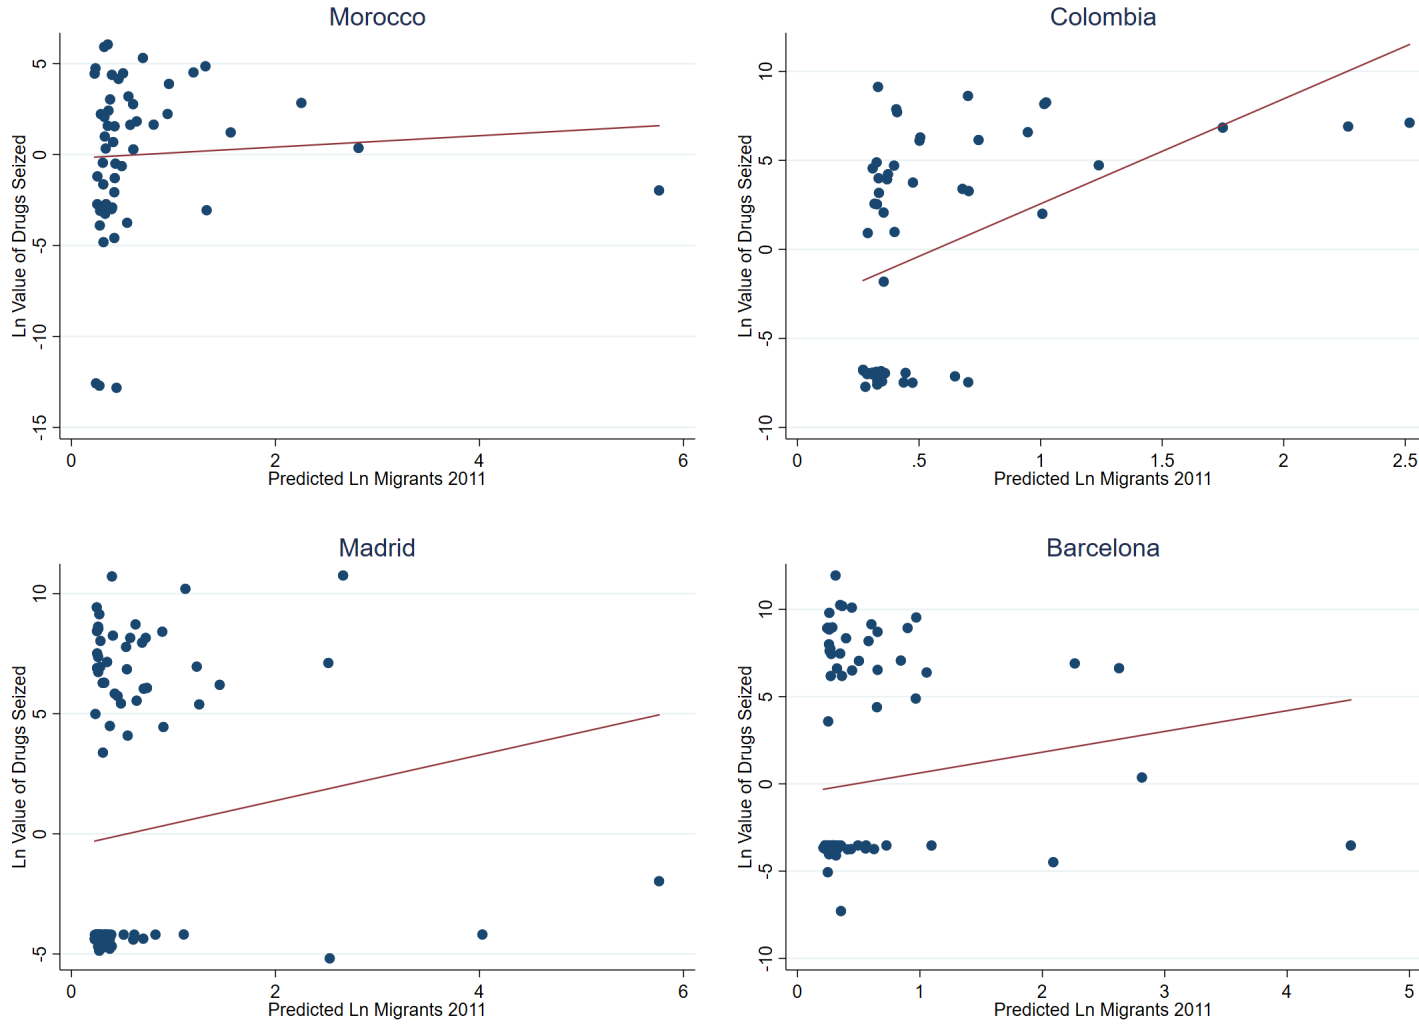 Morocco
Ln Value of Drugs Seized
5
0
-5
-10
-15
0 2 4 6
Predicted Ln Migrants 2011
Colombia
Ln Value of Drugs Seized
10
5
0
-5
-10
0 .5 1 1.5 2 2.5
Predicted Ln Migrants 2011
Madrid
Ln Value of Drugs Seized
10
5
0
-5
0 2 4 6
Predicted Ln Migrants 2011
Barcelona
Ln Value of Drugs Seized
10
5
0
-5
-10
0 1 2 3 4 5
Predicted Ln Migrants 2011